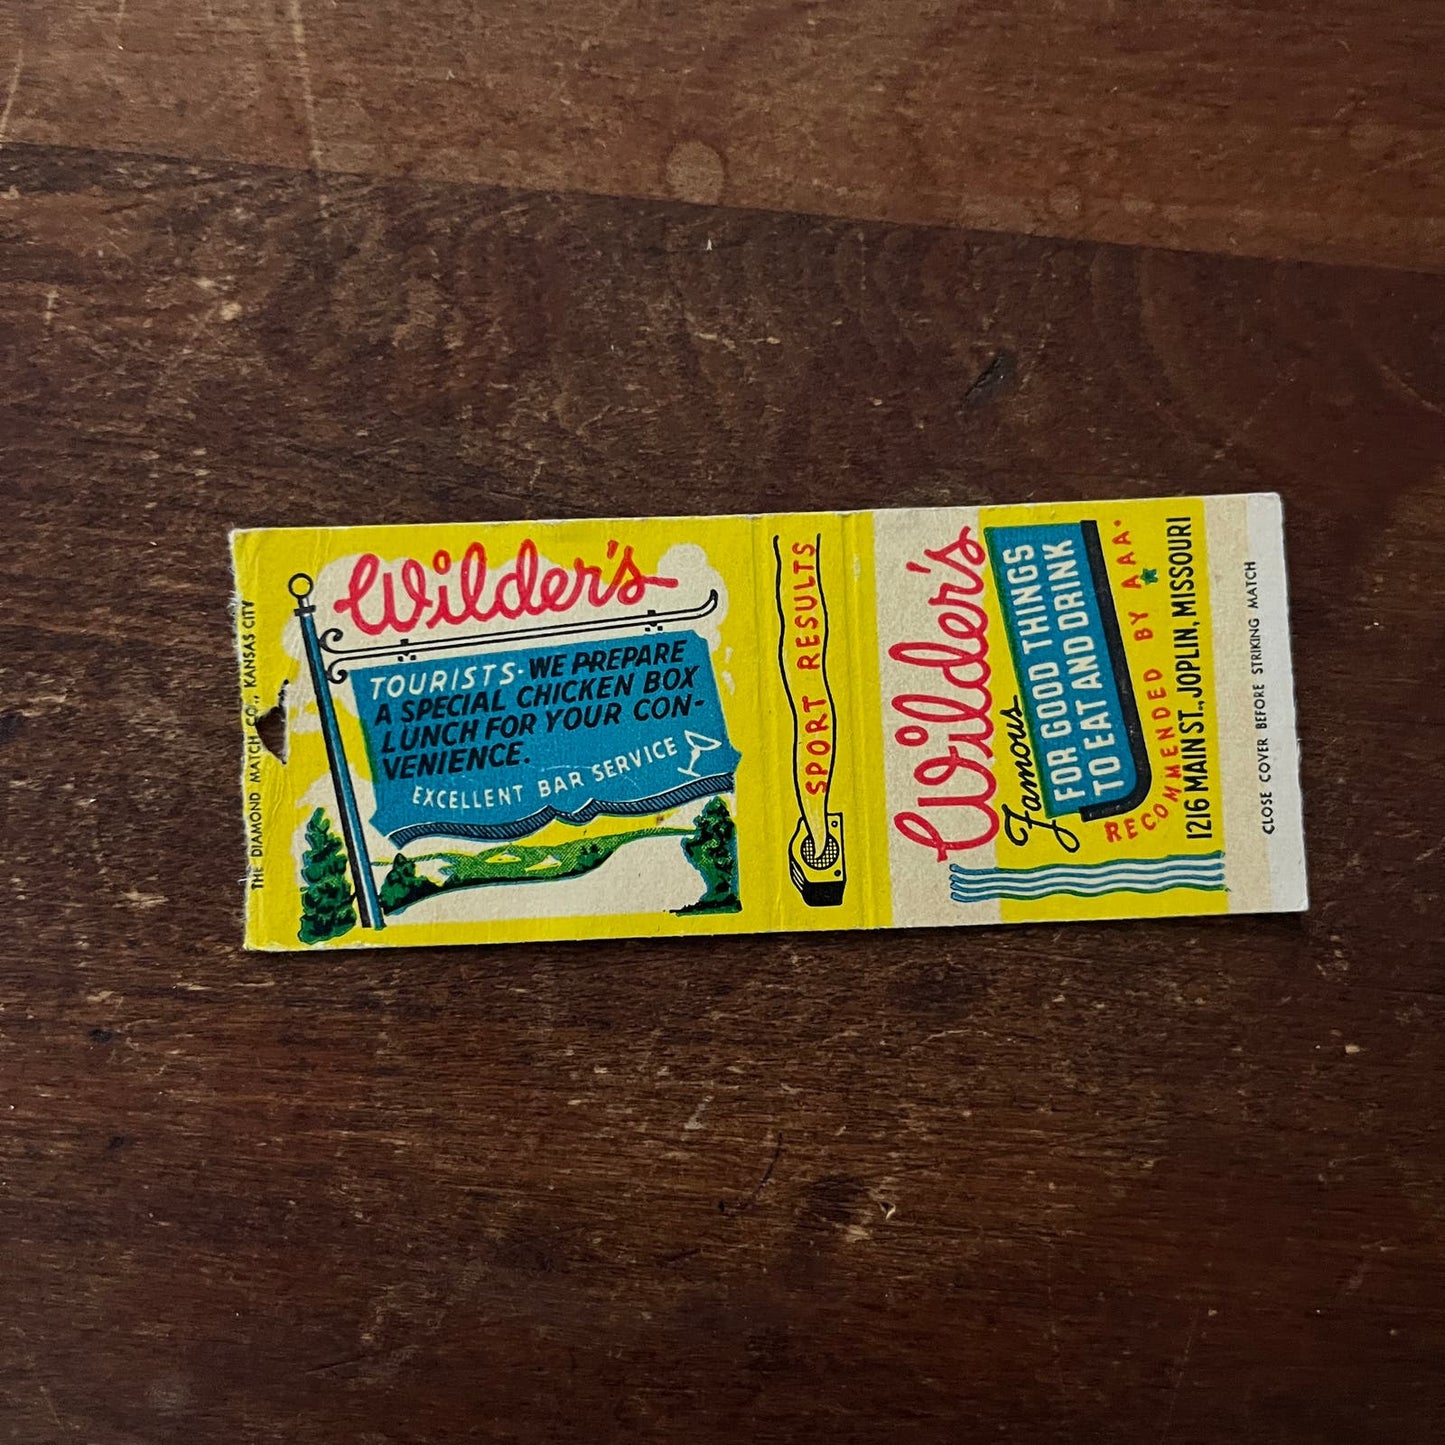 Wilder's
TOURISTS-WE PREPARE
A SPECIAL CHICKEN BOX
LUNCH FOR YOUR CON-
VENIENCE.
EXCELLENT BAR SERVICE
THE DIAMOND MATCH CO., KANSAS CITY
SPORT RESULTS
Wilder's
Famous
FOR GOOD THINGS
TO EAT AND DRINK
RECOMMENDED BY AAA
1216 MAIN ST., JOPLIN, MISSOURI
CLOSE COVER BEFORE STRIKING MATCH